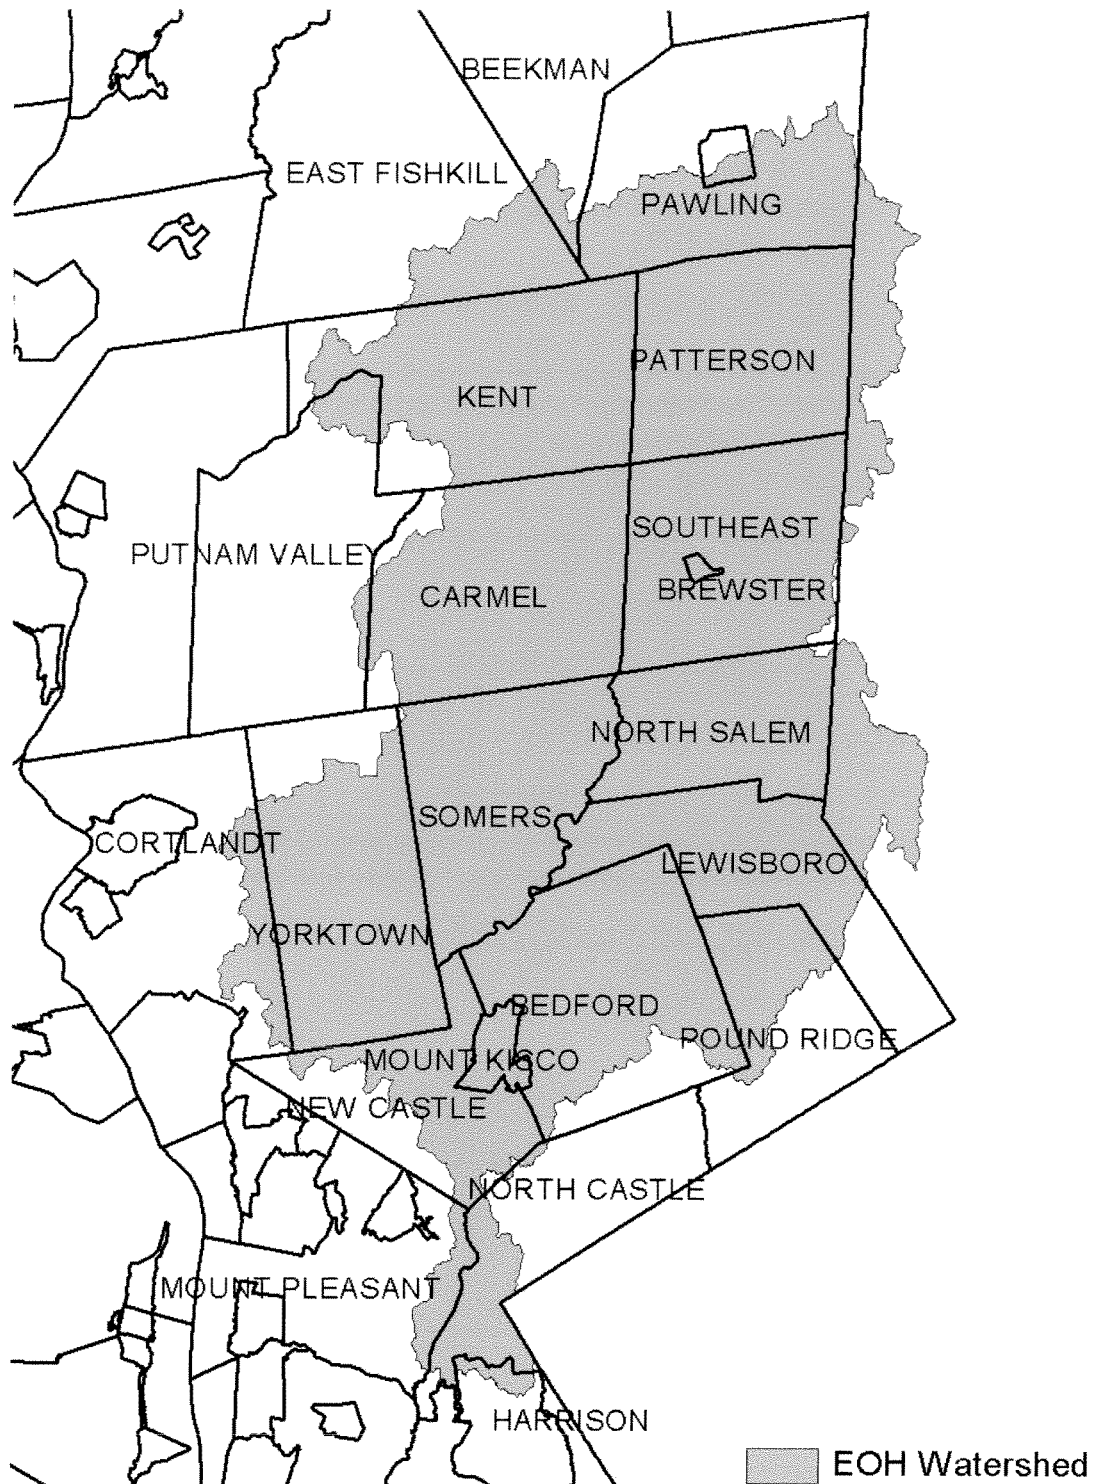 BEEKMAN
EAST FISHKILL
PAWLING
PATTERSON
KENT
SOUTHEAST
PUTNAM VALLEY
BREWSTER
CARMEL
NORTH SALEM
SOMERS
CORTLANDT
LEWISBORO
YORKTOWN
BEDFORD
POUND RIDGE
MOUNT KISCO
NEW CASTLE
NORTH CASTLE
MOUNT PLEASANT
HARRISON
EOH Watershed